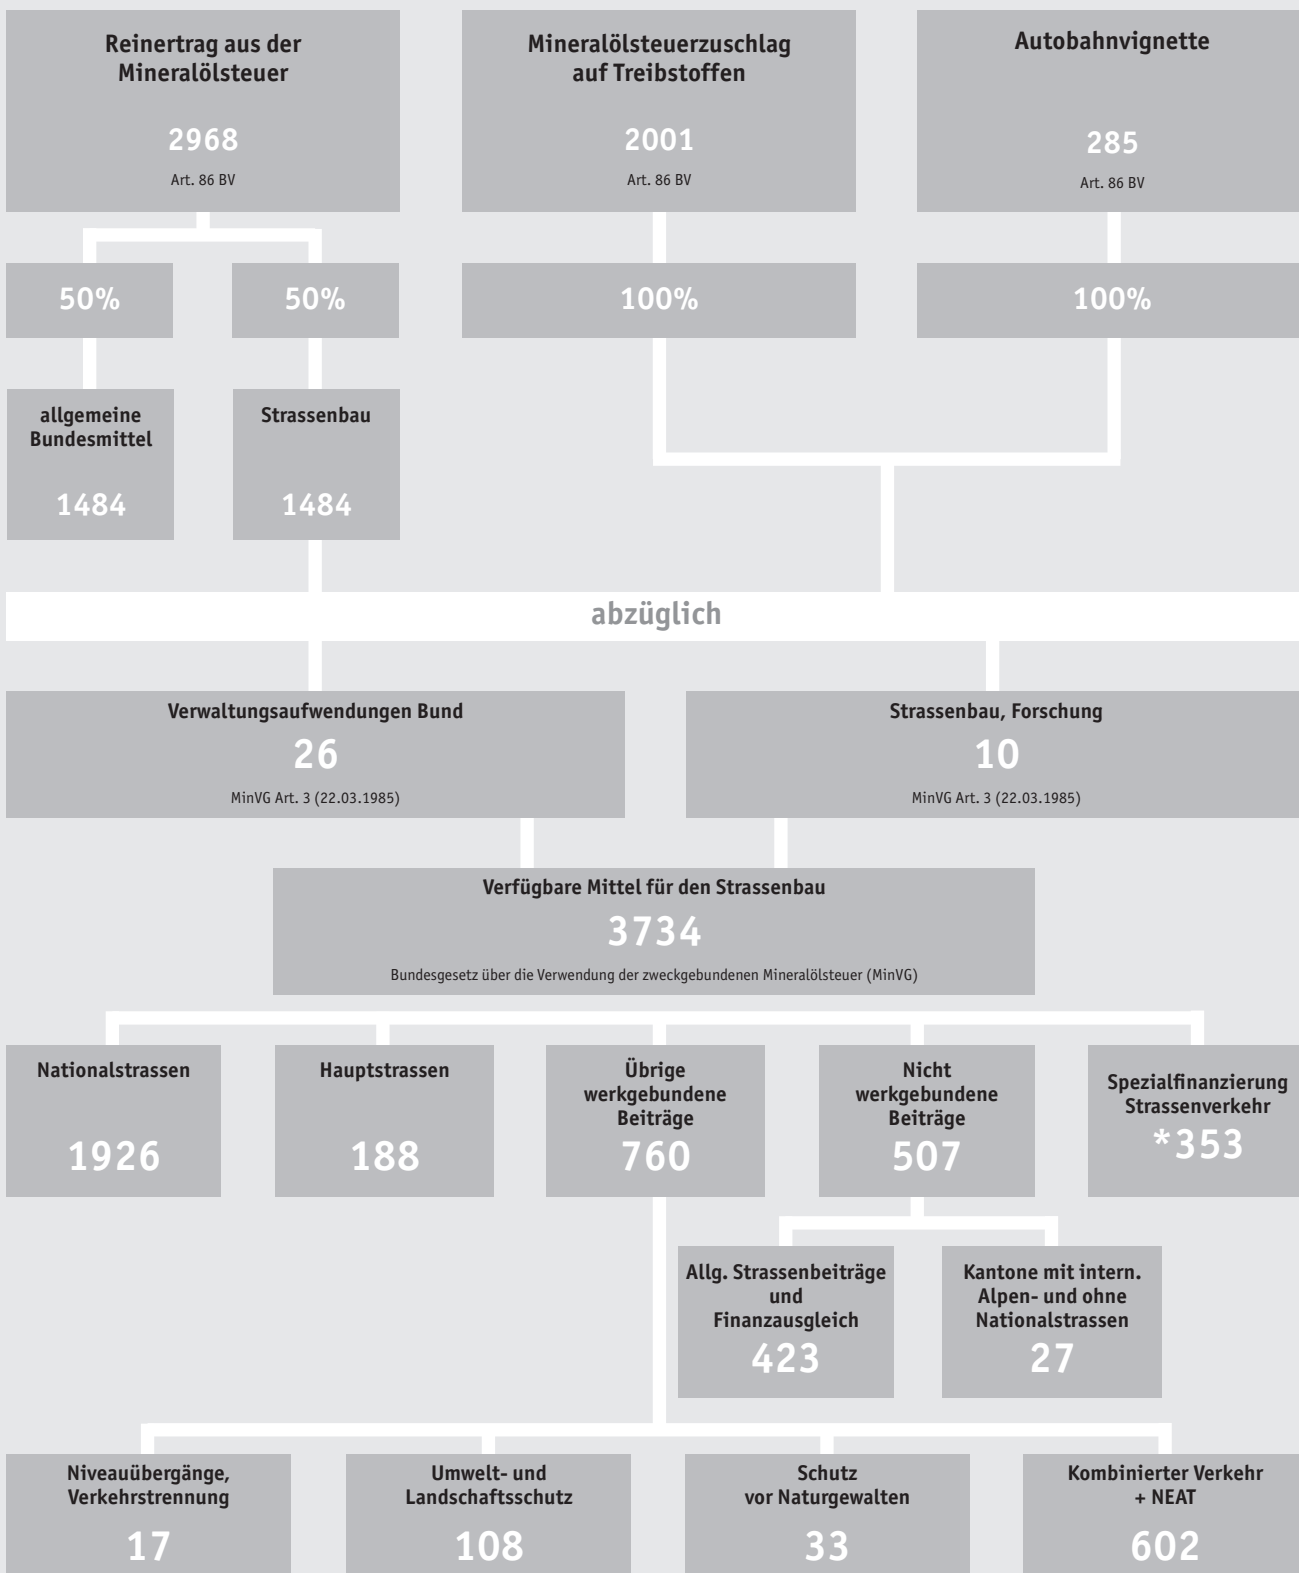 Reinertrag aus der
Mineralölsteuer
2968
Art. 86 BV
Mineralölsteuerzuschlag
auf Treibstoffen
2001
Art. 86 BV
Autobahnvignette
285
Art. 86 BV
50%
50%
100%
100%
allgemeine
Bundesmittel
1484
Strassenbau
1484
abzüglich
Verwaltungsaufwendungen Bund
26
MinVG Art. 3 (22.03.1985)
Strassenbau, Forschung
10
MinVG Art. 3 (22.03.1985)
Verfügbare Mittel für den Strassenbau
3734
Bundesgesetz über die Verwendung der zweckgebundenen Mineralölsteuer (MinVG)
Nationalstrassen
1926
Hauptstrassen
188
Übrige
werkgebundene
Beiträge
760
Nicht
werkgebundene
Beiträge
507
Spezialfinanzierung
Strassenverkehr
*353
Allg. Strassenbeiträge
und
Finanzausgleich
423
Kantone mit intern.
Alpen- und ohne
Nationalstrassen
27
Niveauübergänge,
Verkehrstrennung
17
Umwelt- und
Landschaftsschutz
108
Schutz
vor Naturgewalten
33
Kombinierter Verkehr
+ NEAT
602